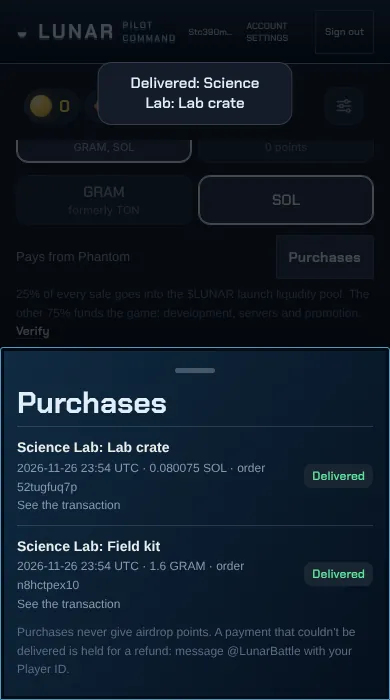 LUNAR
PILOT
COMMAND
Stc390m…
ACCOUNT
SETTINGS
Sign out
Delivered: Science
Lab: Lab crate
0
GRAM, SOL
0 points
GRAM
formerly TON
SOL
Pays from Phantom
Purchases
25% of every safe goes into the $LUNAR launch liquidity pool. The
other 75% funds the game: development, servers and promotion.
Verify
Purchases
Science Lab: Lab crate
2026-11-26 23:54 UTC · 0.080075 SOL · order
52tugfuq7p
See the transaction
Delivered
Science Lab: Field kit
2026-11-26 23:54 UTC · 1.6 GRAM · order
n8hctpex10
See the transaction
Delivered
Purchases never give airdrop points. A payment that couldn't be
delivered is held for a refund: message @LunarBattle with your
Player ID.